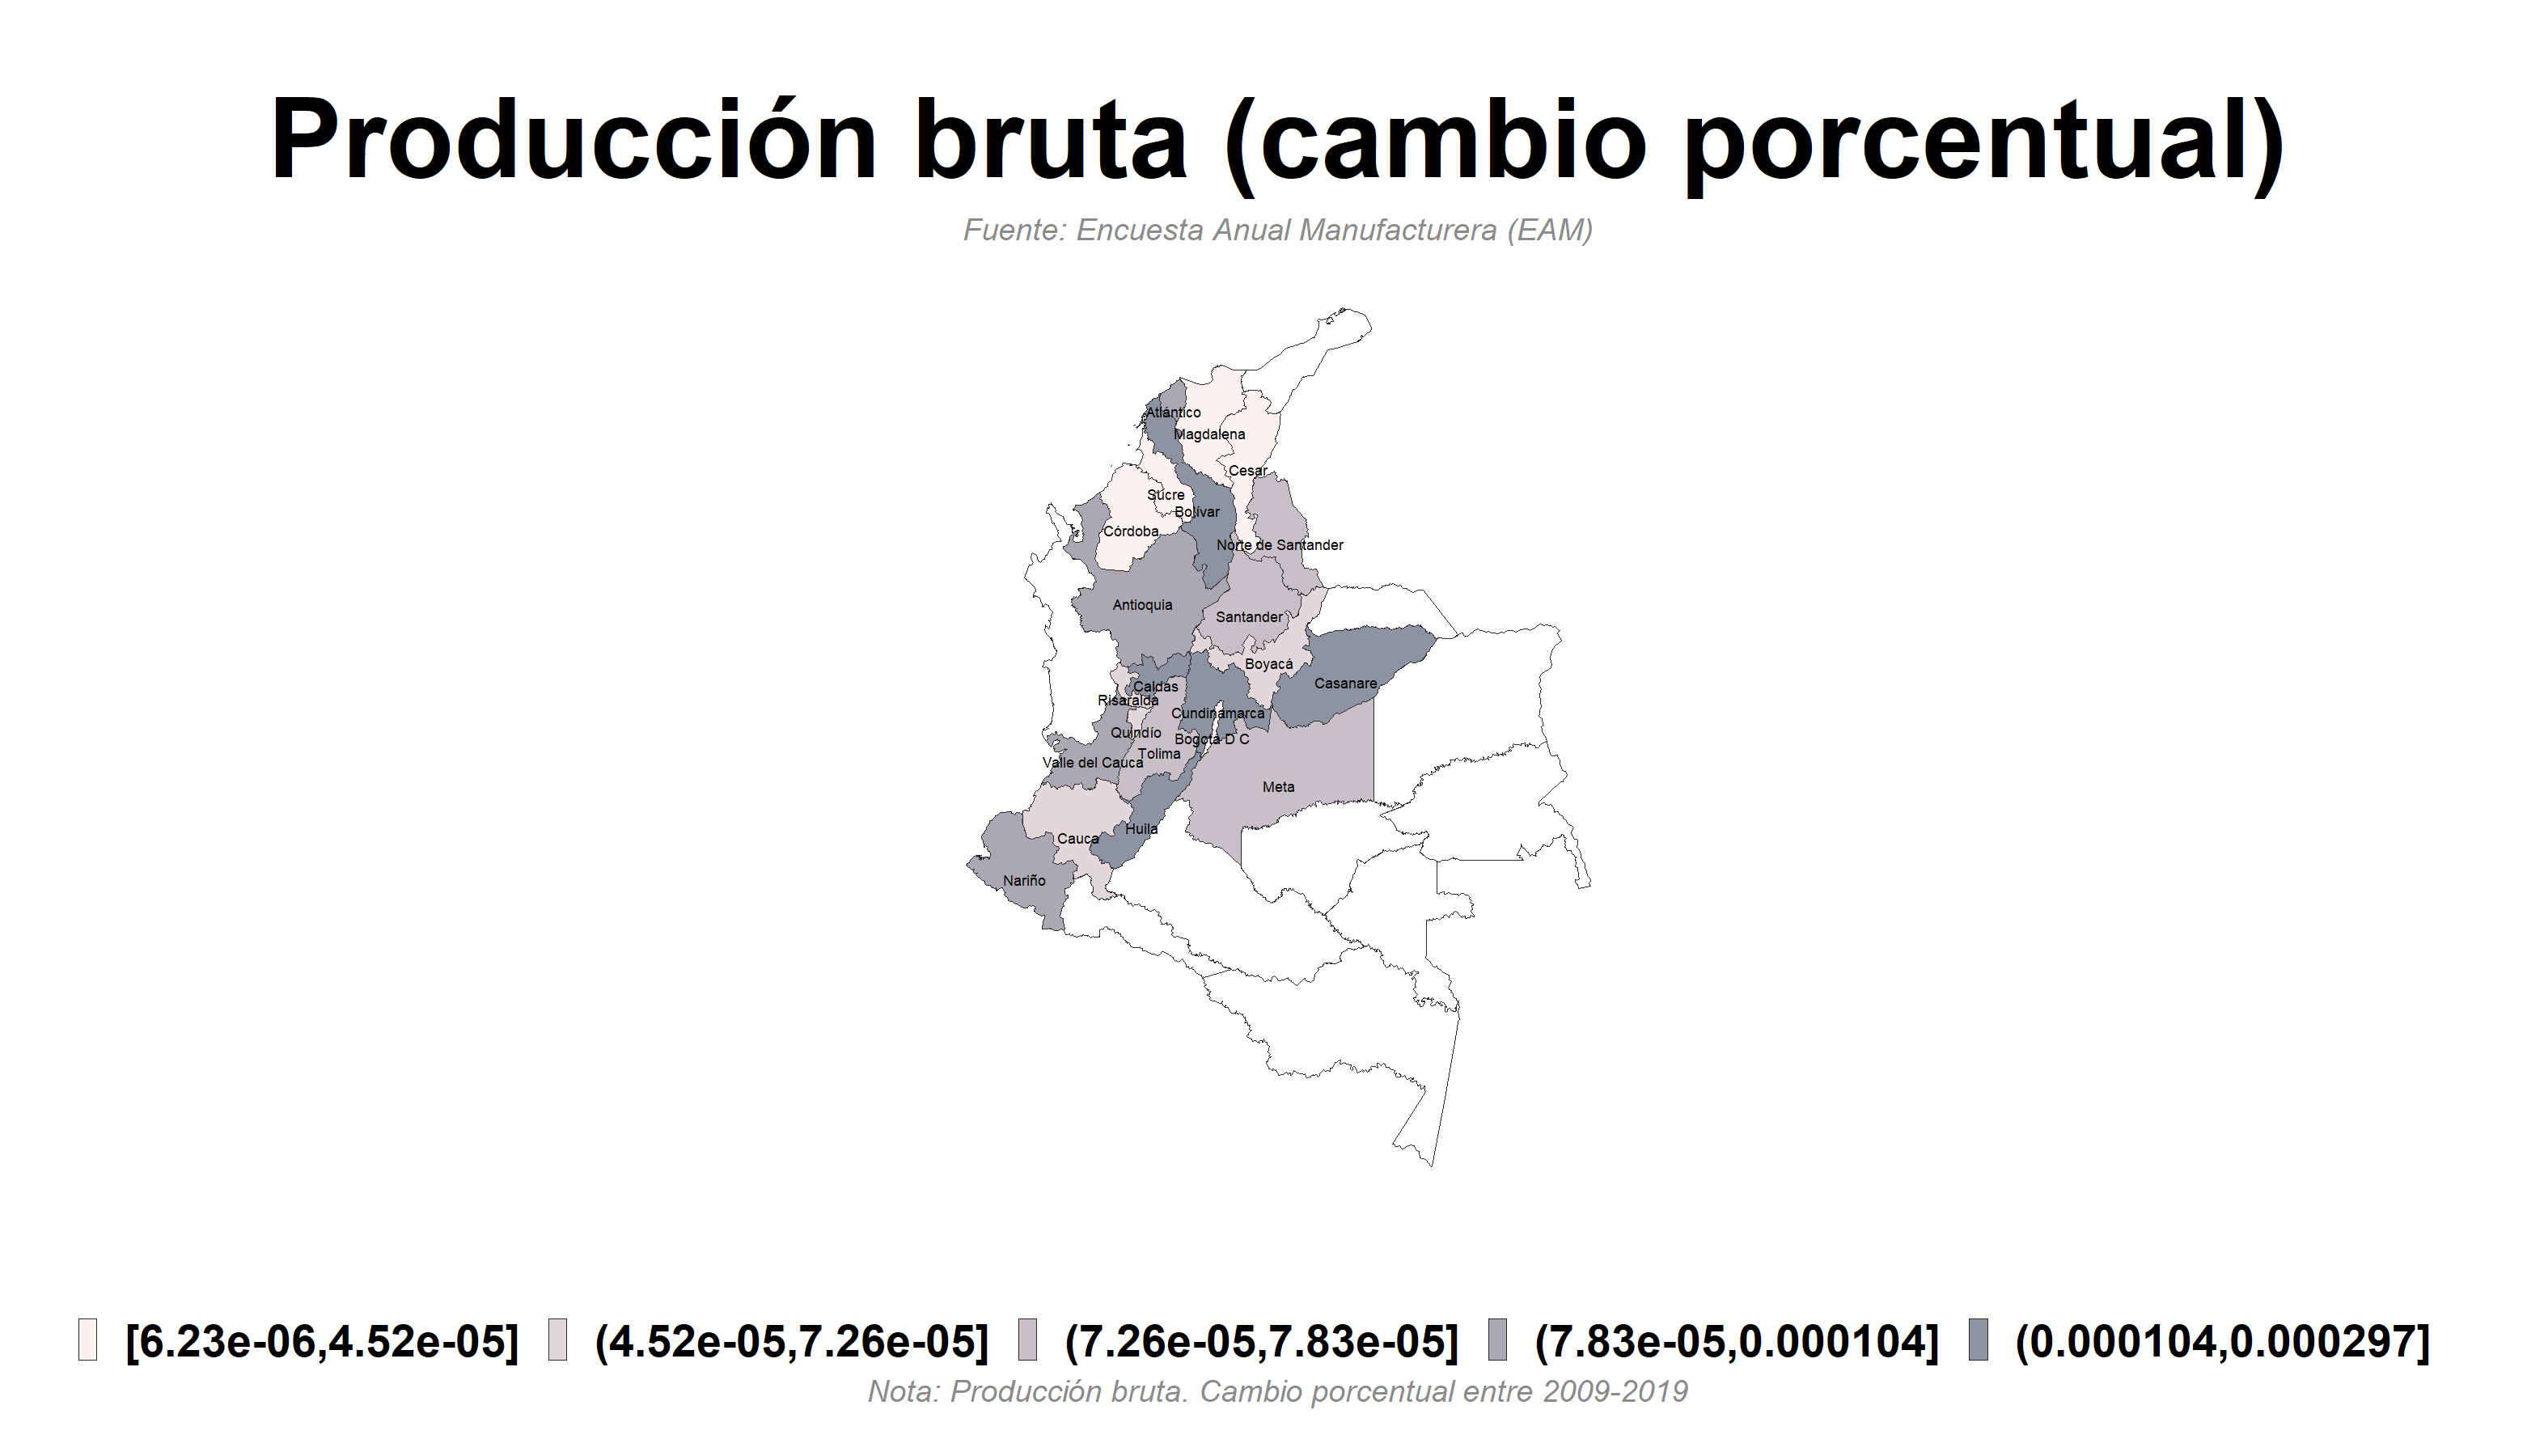 Producción bruta (cambio porcentual)
Fuente: Encuesta Anual Manufacturera (EAM)
Atlántico
Magdalena
Cesar
Sucre
Bolívar
Córdoba
Norte de Santander
Antioquia
Santander
Boyacá
Casanare
Caldas
Risaralda
Cundinamarca
Quindío
Bogotá D C
Tolima
Valle del Cauca
Meta
Huila
Cauca
Nariño
[6.23e-06,4.52e-05] (4.52e-05,7.26e-05] (7.26e-05,7.83e-05] (7.83e-05,0.000104] (0.000104,0.000297]
Nota: Producción bruta. Cambio porcentual entre 2009-2019